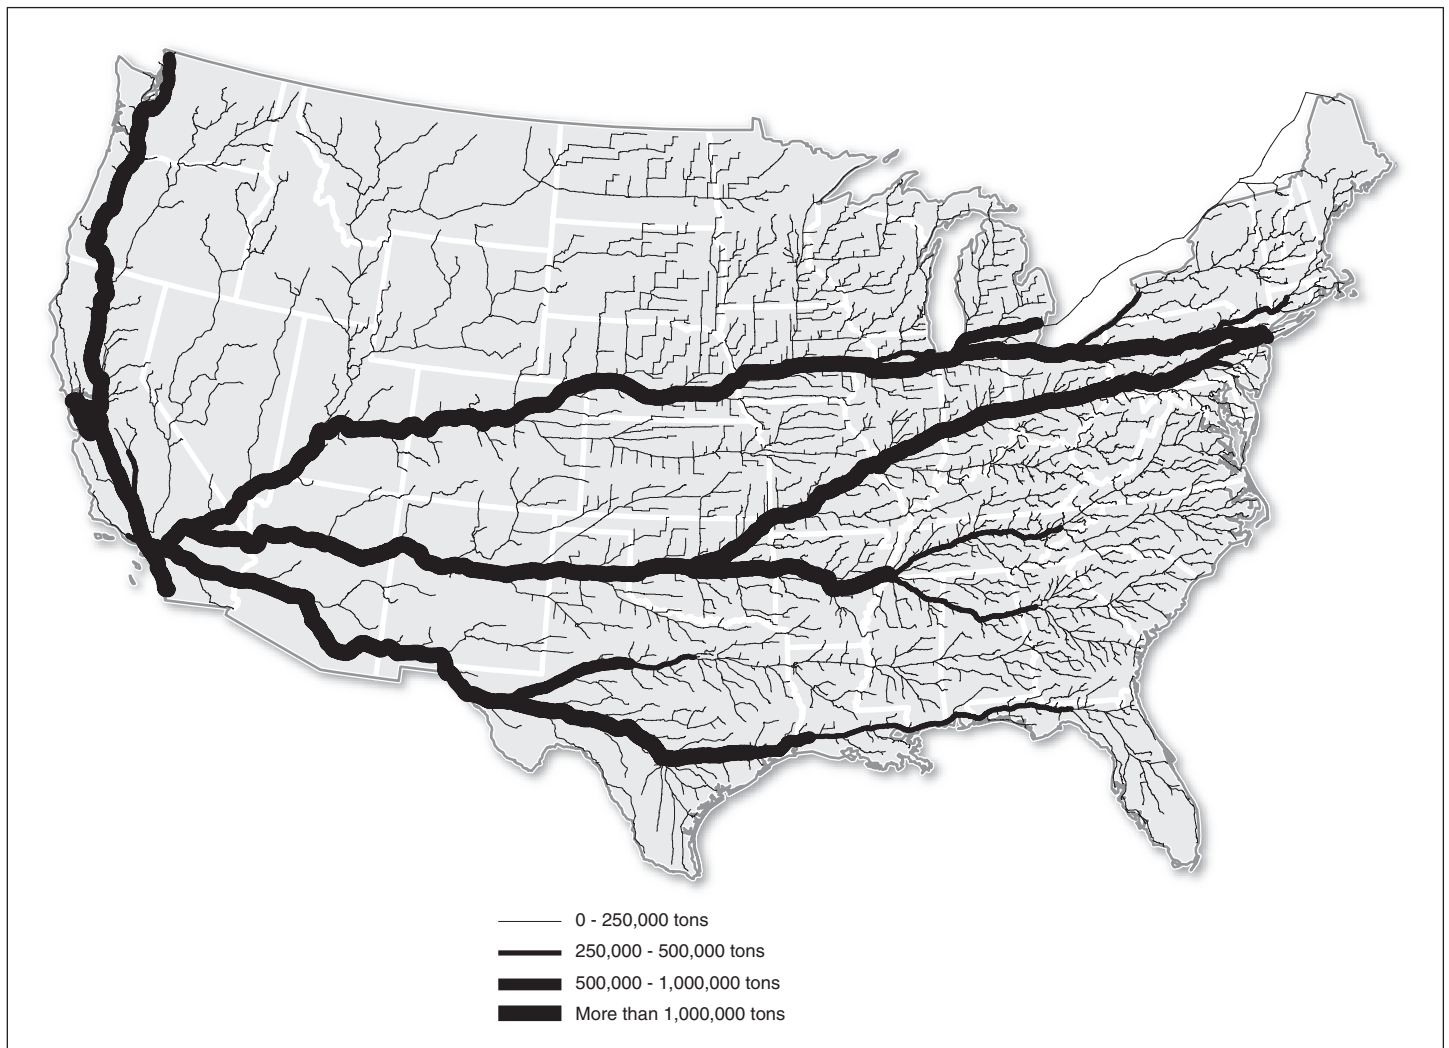 0 - 250,000 tons
250,000 - 500,000 tons
500,000 - 1,000,000 tons
More than 1,000,000 tons